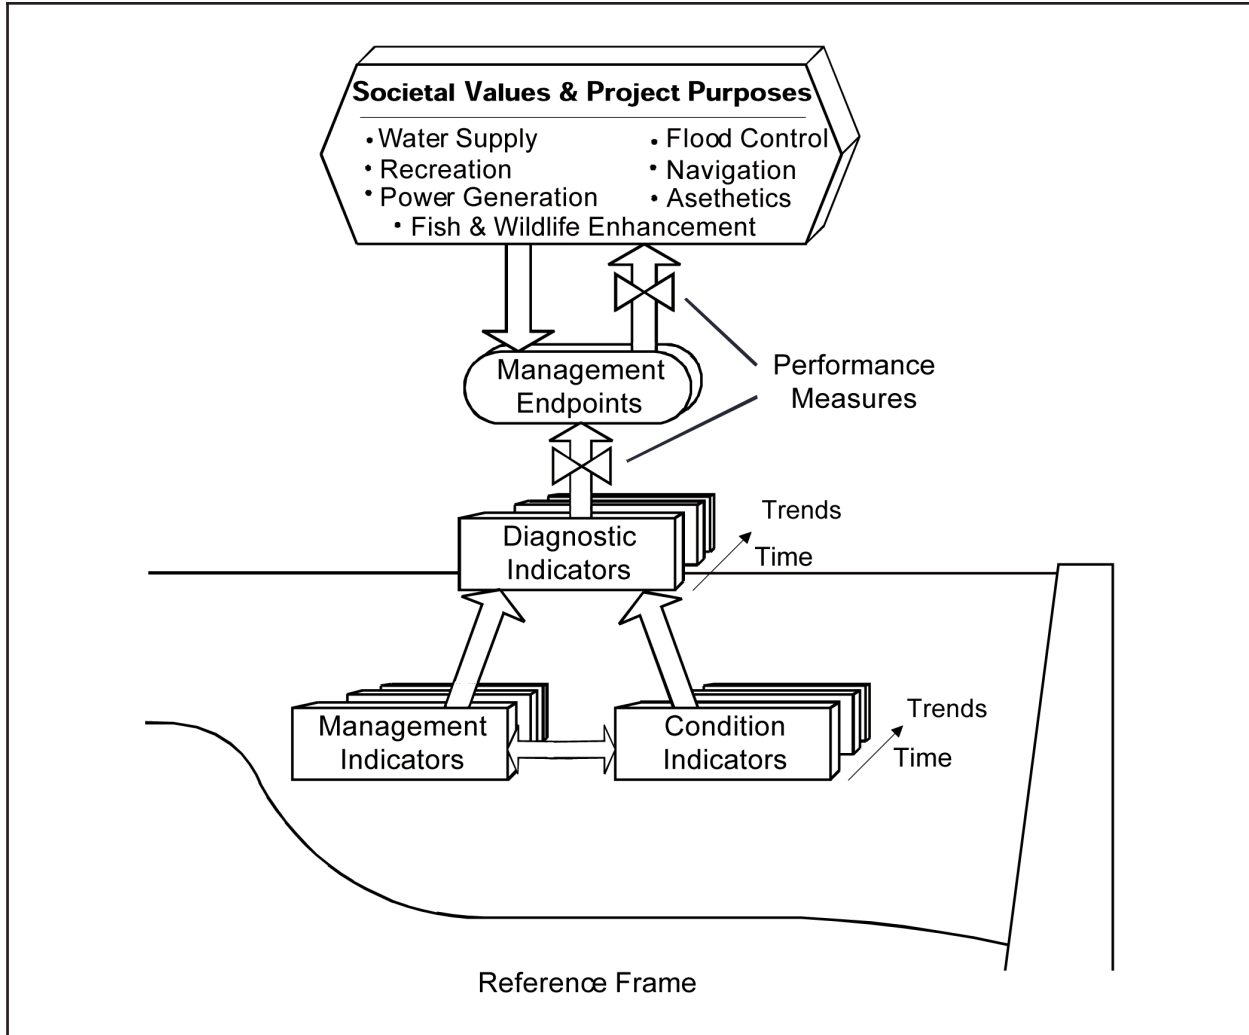 Societal Values & Project Purposes
• Water Supply
• Flood Control
• Recreation
• Navigation
• Power Generation
• Asethetics
• Fish & Wildlife Enhancement
Management
Endpoints
Performance
Measures
Diagnostic
Indicators
Trends
Time
Management
Indicators
Condition
Indicators
Trends
Time
Reference Frame